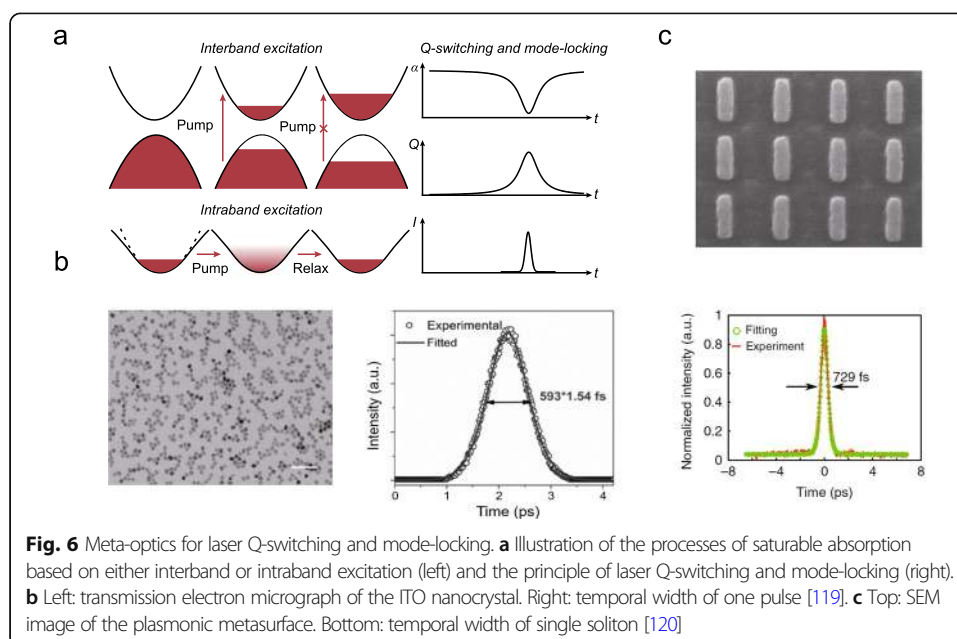 a
Interband excitation
Q-switching and mode-locking
c
α
t
Pump
Pump
Q
t
Intraband excitation
I
b
Pump
Relax
t
Experimental
Fitted
593*1.54 fs
Intensity (a.u.)
0 1 2 3 4
Time (ps)
Fitting
Experiment
729 fs
Normalized intensity (a.u.)
1
0.8
0.6
0.4
0.2
0
−8 −4 0 4 8
Time (ps)
Fig. 6 Meta-optics for laser Q-switching and mode-locking. a Illustration of the processes of saturable absorption
based on either interband or intraband excitation (left) and the principle of laser Q-switching and mode-locking (right).
b Left: transmission electron micrograph of the ITO nanocrystal. Right: temporal width of one pulse [119]. c Top: SEM
image of the plasmonic metasurface. Bottom: temporal width of single soliton [120]